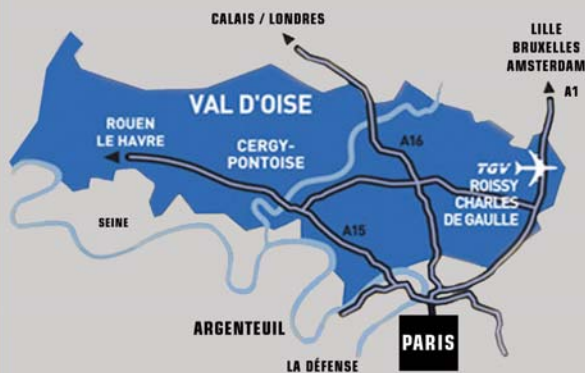 CALAIS / LONDRES
LILLE
BRUXELLES
AMSTERDAM
A1
VAL D'OISE
ROUEN
LE HAVRE
CERGY-
PONTOISE
A16
TGV
ROISSY
CHARLES
DE GAULLE
SEINE
A15
ARGENTEUIL
PARIS
LA DÉFENSE